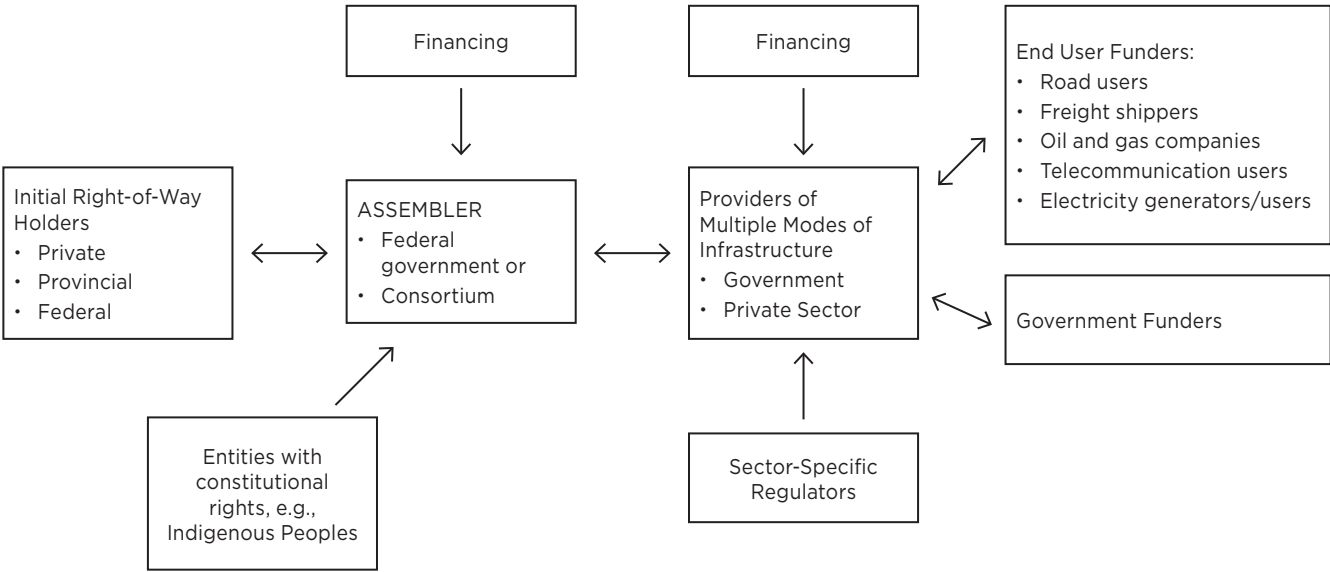 Financing
Financing
End User Funders:
• Road users
• Freight shippers
• Oil and gas companies
• Telecommunication users
• Electricity generators/users
Initial Right-of-Way
Holders
• Private
• Provincial
• Federal
ASSEMBLER
• Federal
government or
• Consortium
Providers of
Multiple Modes of
Infrastructure
• Government
• Private Sector
Government Funders
Entities with
constitutional
rights, e.g.,
Indigenous Peoples
Sector-Specific
Regulators